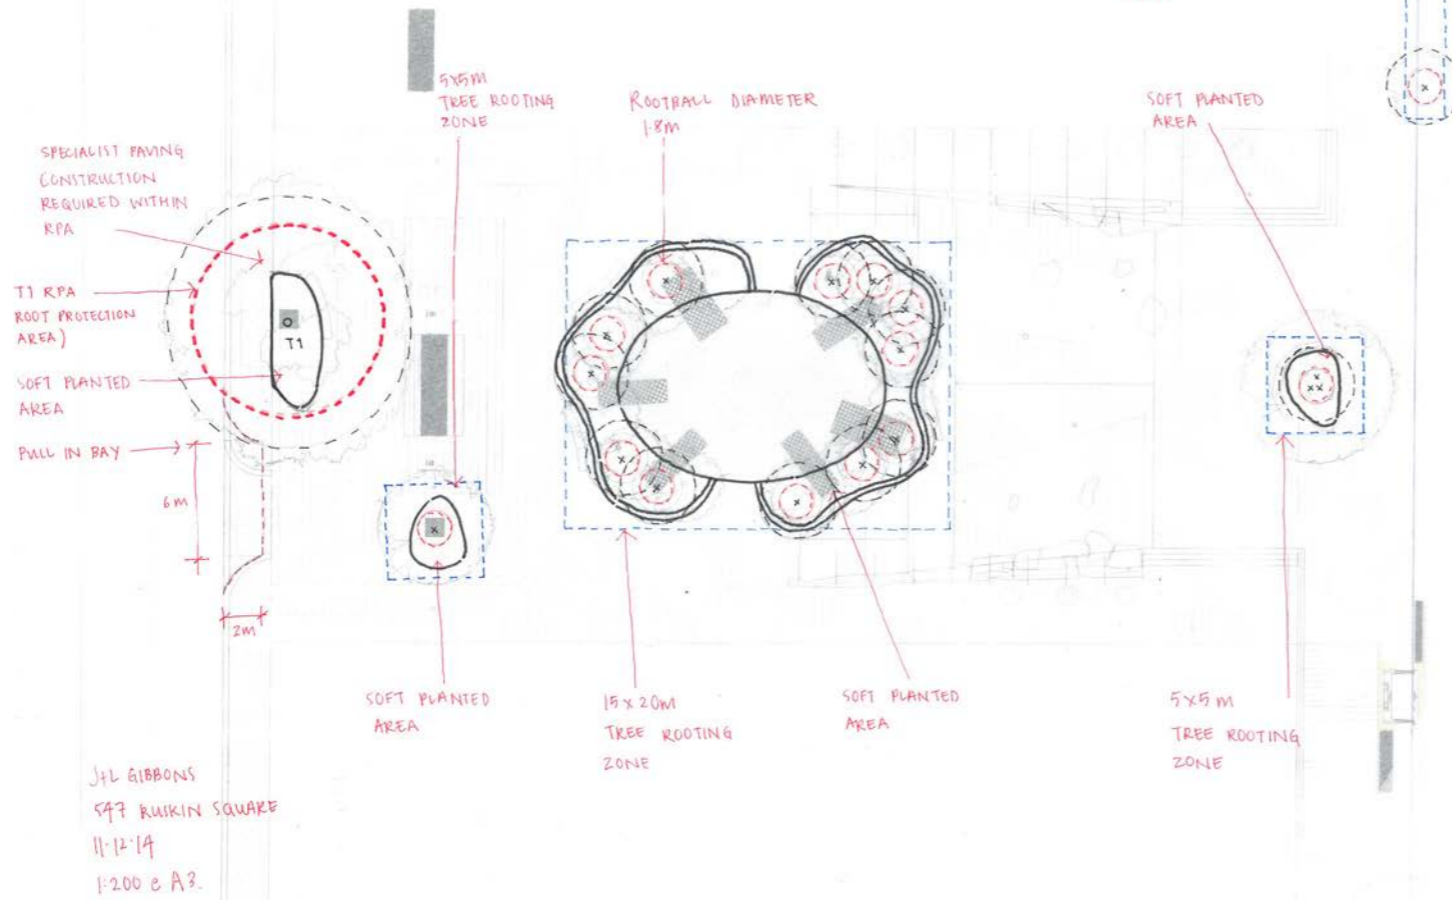 5x5M
TREE ROOTING
ZONE
ROOTBALL DIAMETER
1.8m
SOFT PLANTED
AREA
SPECIALIST PAVING
CONSTRUCTION
REQUIRED WITHIN
RPA
T1 RPA
ROOT PROTECTION
AREA)
T1
SOFT PLANTED
AREA
PULL IN BAY
6m
2m
SOFT PLANTED
AREA
15 x 20m
TREE ROOTING
ZONE
SOFT PLANTED
AREA
5x5 m
TREE ROOTING
ZONE
J+L GIBBONS
547 RUSKIN SQUARE
11.12.14
1:200 @ A3.